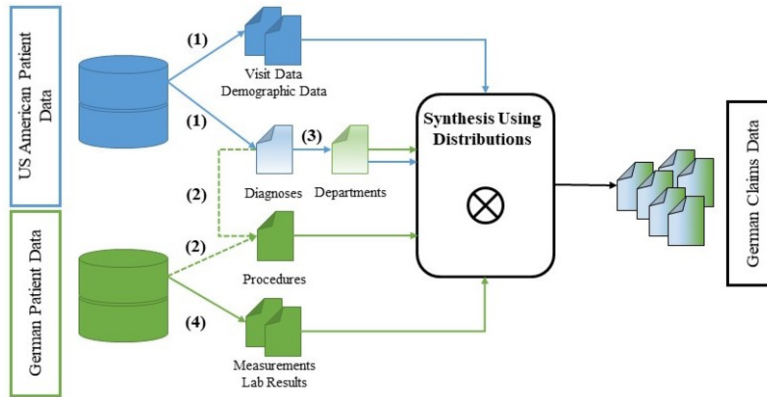 US American Patient
Data
(1)
Visit Data
Demographic Data
(1)
(3)
Diagnoses
Departments
Synthesis Using
Distributions
German Claims Data
(2)
German Patient Data
(2)
Procedures
(4)
Measurements
Lab Results